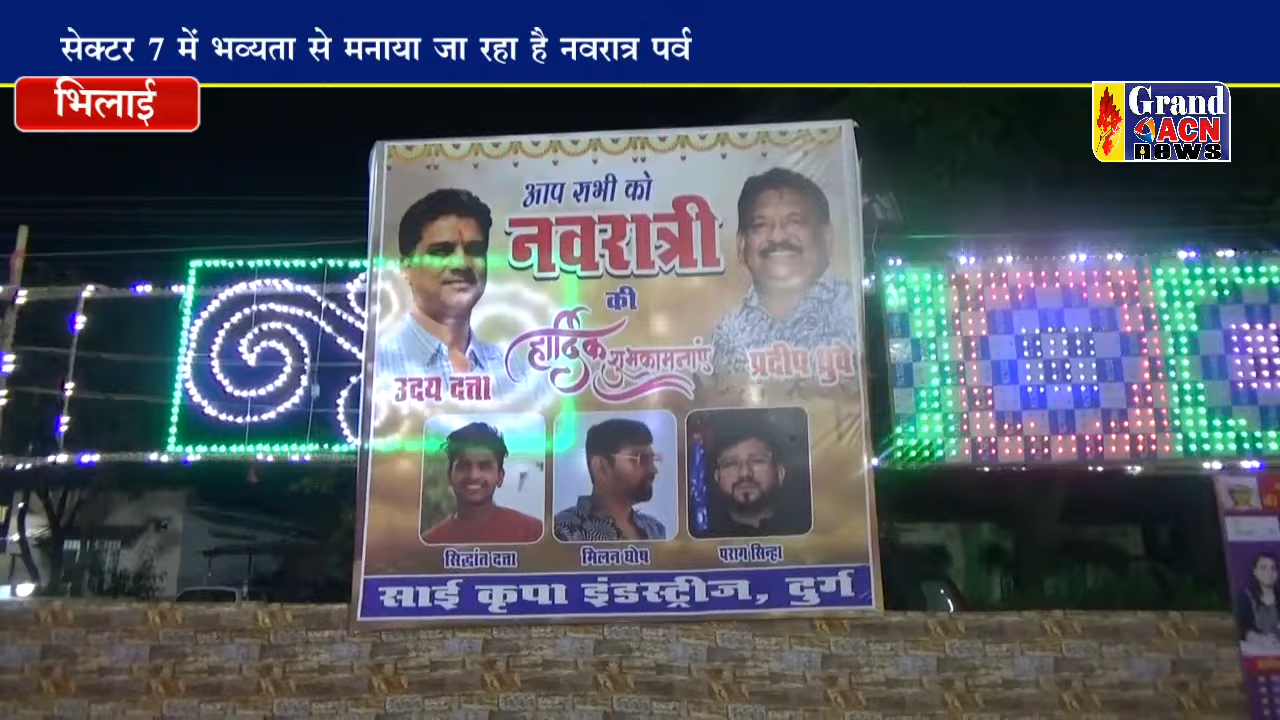 सेक्टर 7 में भव्यता से मनाया जा रहा है नवरात्र पर्व
भिलाई
Grand
ACN
News
आप सभी को
नवरात्री
की
हार्दिक शुभकामनाएं
उदय दत्ता
प्रदीप धुर्वे
सिद्धांत दत्ता
मिलन घोष
पराग सिन्हा
साई कृपा इंडस्ट्रीज, दुर्ग